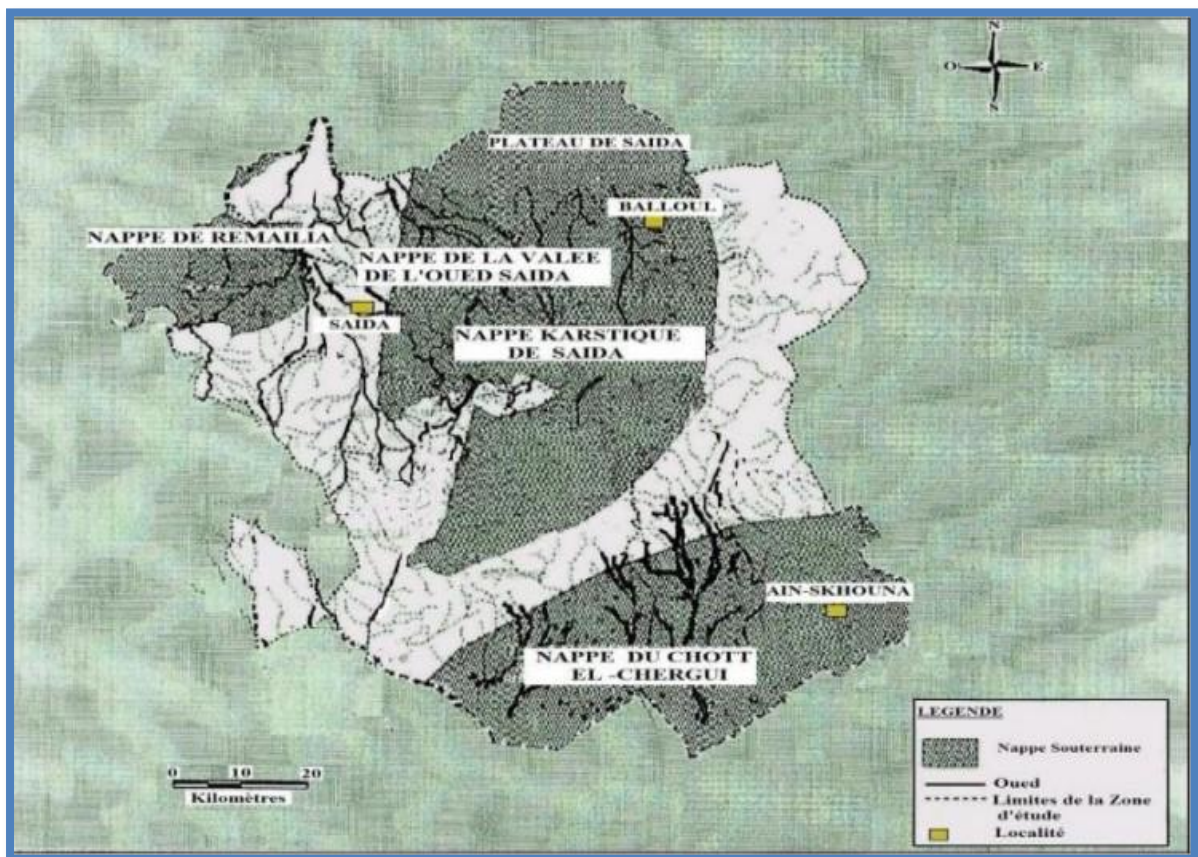 N
O E
S
PLATEAU DE SAIDA
BALLOUL
NAPPE DE REMAILIA
NAPPE DE LA VALEE
DE L'OUED SAIDA
SAIDA
NAPPE KARSTIQUE
DE SAIDA
AIN-SKHOUNA
NAPPE DU CHOTT
EL -CHERGUI
0 10 20
Kilomètres
LEGENDE
Nappe Souterraine
Oued
Limites de la Zone
d'étude
Localité